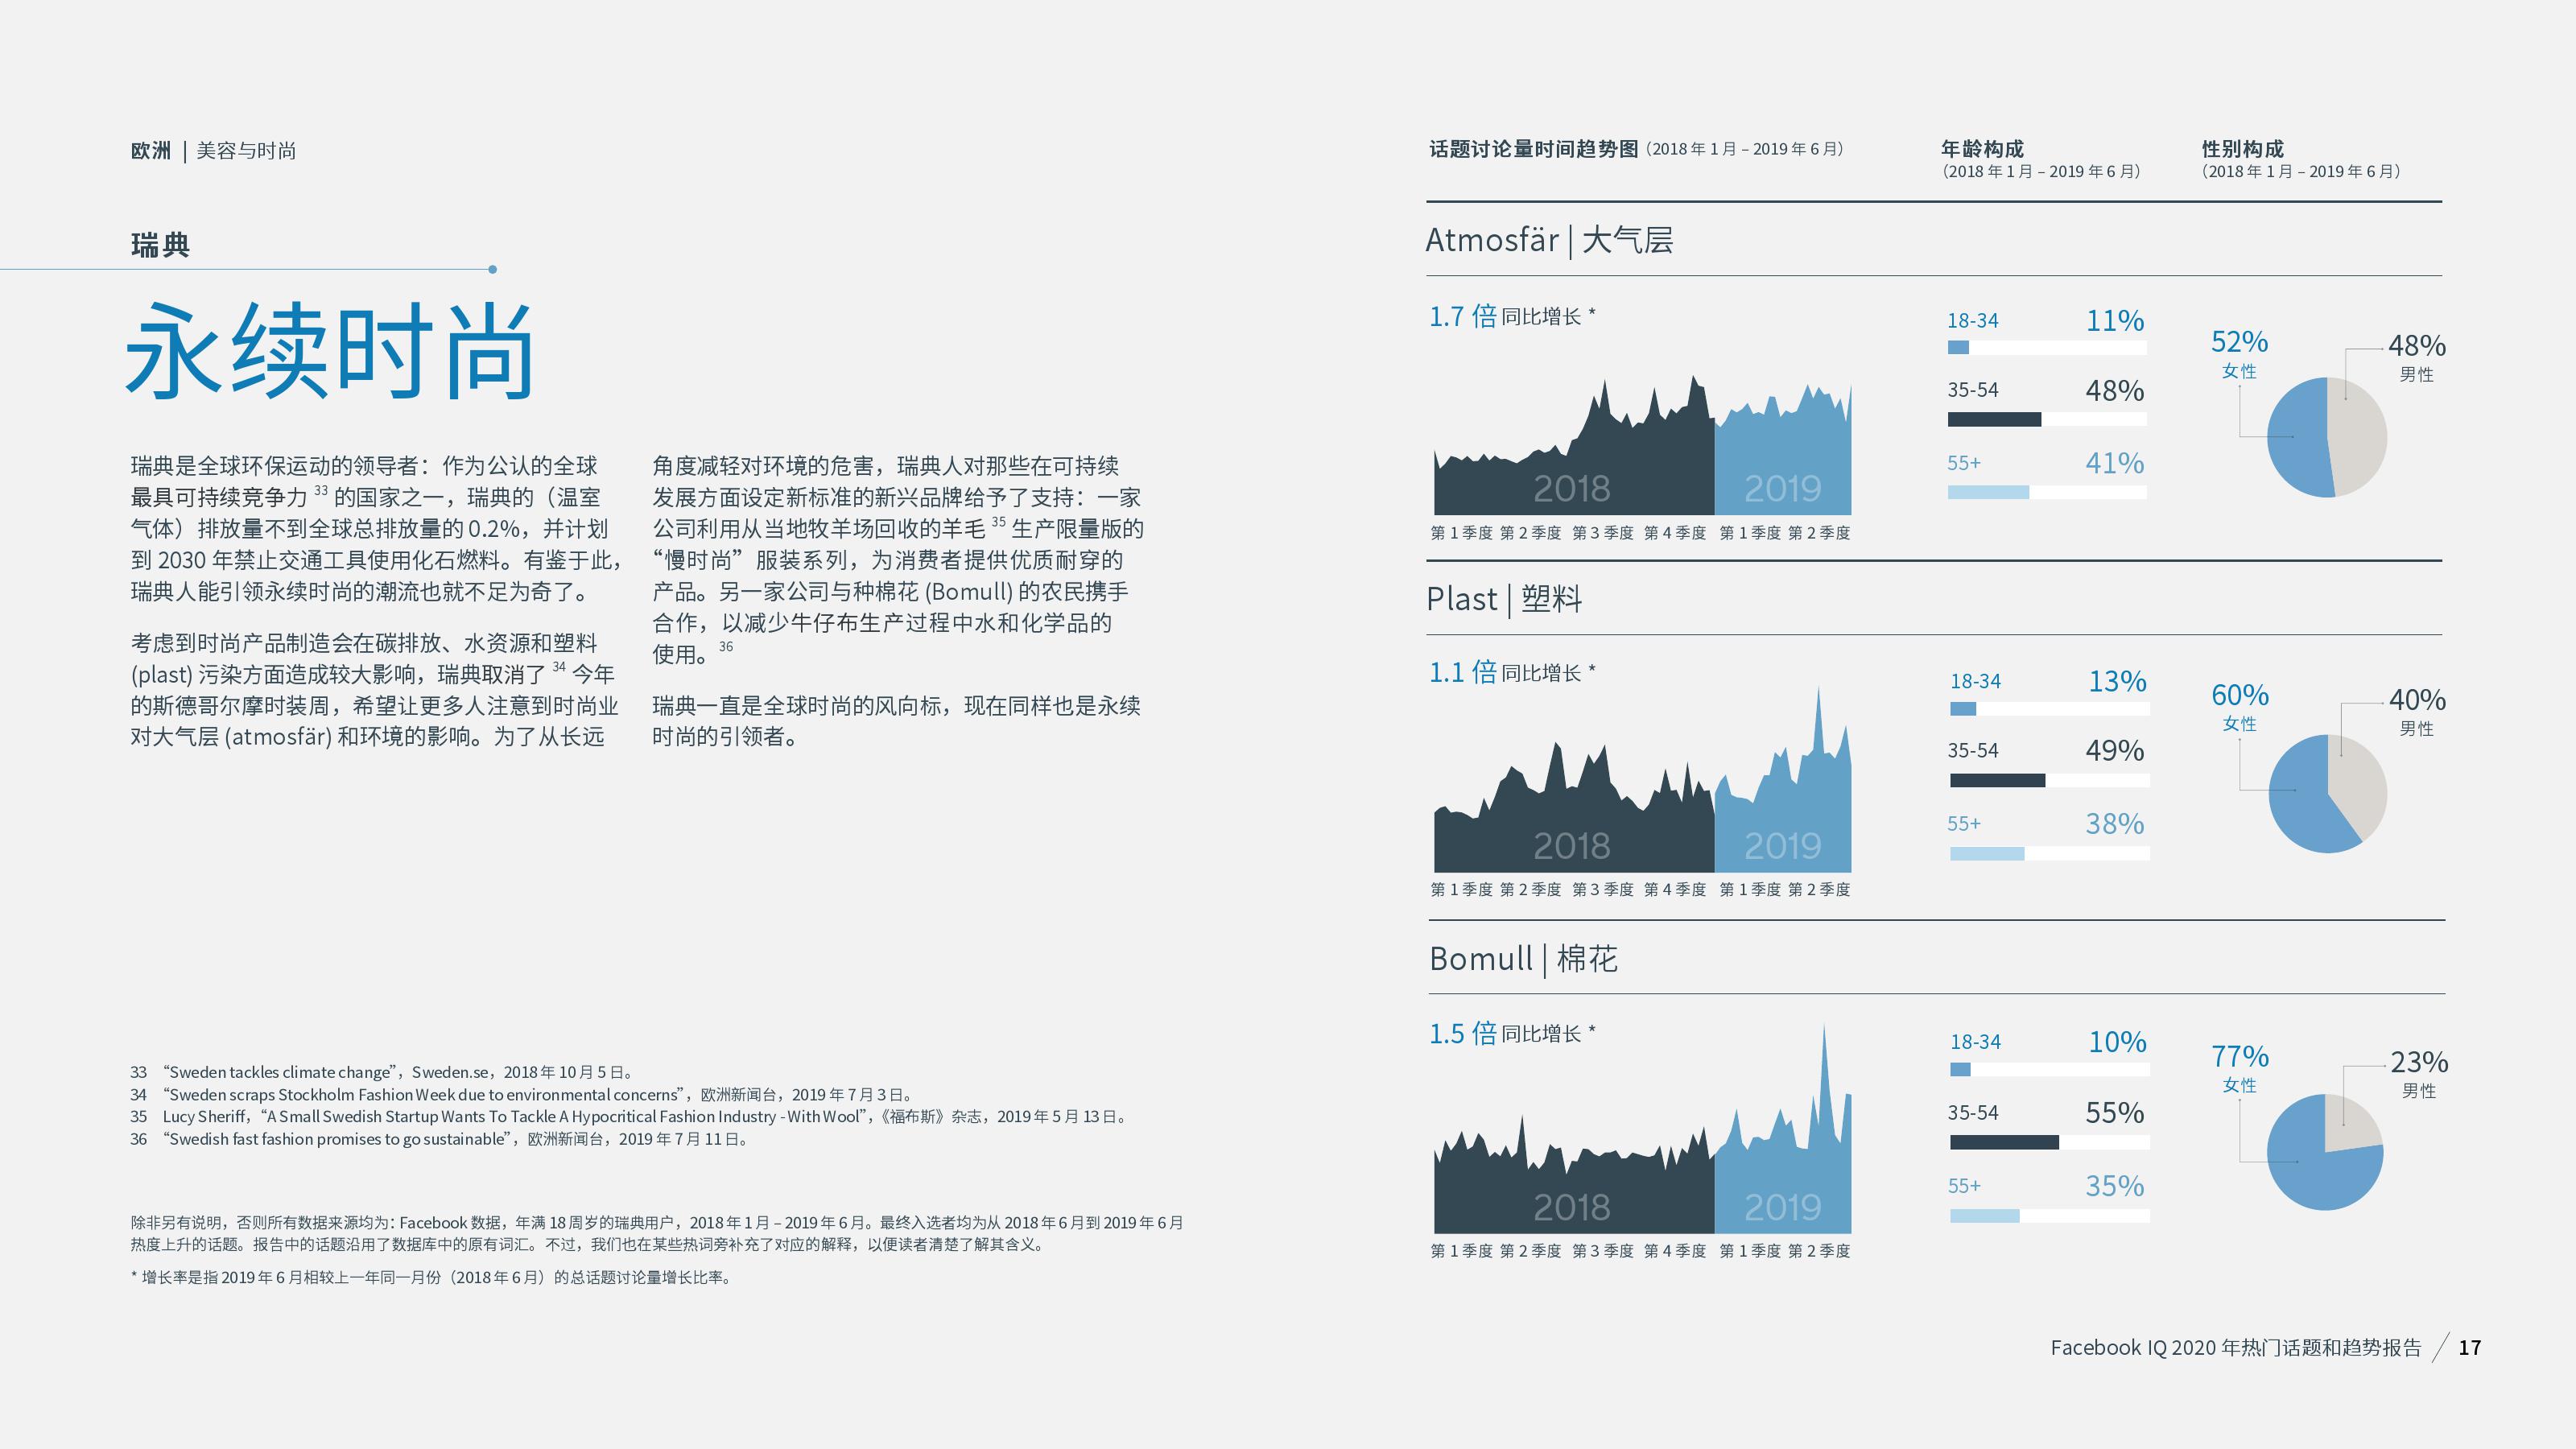 欧洲 | 美容与时尚
瑞典
永续时尚
瑞典是全球环保运动的领导者：作为公认的全球
最具可持续竞争力 33 的国家之一，瑞典的（温室
气体）排放量不到全球总排放量的 0.2%，并计划
到 2030 年禁止交通工具使用化石燃料。有鉴于此，
瑞典人能引领永续时尚的潮流也就不足为奇了。
考虑到时尚产品制造会在碳排放、水资源和塑料
(plast) 污染方面造成较大影响，瑞典取消了 34 今年
的斯德哥尔摩时装周，希望让更多人注意到时尚业
对大气层 (atmosfär) 和环境的影响。为了从长远
角度减轻对环境的危害，瑞典人对那些在可持续
发展方面设定新标准的新兴品牌给予了支持：一家
公司利用从当地牧羊场回收的羊毛 35 生产限量版的
“慢时尚”服装系列，为消费者提供优质耐穿的
产品。另一家公司与种棉花 (Bomull) 的农民携手
合作，以减少牛仔布生产过程中水和化学品的
使用。36
瑞典一直是全球时尚的风向标，现在同样也是永续
时尚的引领者。
33 “Sweden tackles climate change”，Sweden.se，2018 年 10 月 5 日。
34 “Sweden scraps Stockholm Fashion Week due to environmental concerns”，欧洲新闻台，2019 年 7 月 3 日。
35 Lucy Sheriff，“A Small Swedish Startup Wants To Tackle A Hypocritical Fashion Industry - With Wool”，《福布斯》杂志，2019 年 5 月 13 日。
36 “Swedish fast fashion promises to go sustainable”，欧洲新闻台，2019 年 7 月 11 日。
除非另有说明，否则所有数据来源均为：Facebook 数据，年满 18 周岁的瑞典用户，2018 年 1 月 – 2019 年 6 月。最终入选者均为从 2018 年 6 月到 2019 年 6 月
热度上升的话题。报告中的话题沿用了数据库中的原有词汇。不过，我们也在某些热词旁补充了对应的解释，以便读者清楚了解其含义。
* 增长率是指 2019 年 6 月相较上一年同一月份（2018 年 6 月）的总话题讨论量增长比率。
话题讨论量时间趋势图（2018 年 1 月 – 2019 年 6 月）
年龄构成
（2018 年 1 月 – 2019 年 6 月）
性别构成
（2018 年 1 月 – 2019 年 6 月）
Atmosfär | 大气层
1.7 倍 同比增长 *
2018 2019
第 1 季度 第 2 季度 第 3 季度 第 4 季度 第 1 季度 第 2 季度
18-34 11%
35-54 48%
55+ 41%
52%
女性
48%
男性
Plast | 塑料
1.1 倍 同比增长 *
2018 2019
第 1 季度 第 2 季度 第 3 季度 第 4 季度 第 1 季度 第 2 季度
18-34 13%
35-54 49%
55+ 38%
60%
女性
40%
男性
Bomull | 棉花
1.5 倍 同比增长 *
2018 2019
第 1 季度 第 2 季度 第 3 季度 第 4 季度 第 1 季度 第 2 季度
18-34 10%
35-54 55%
55+ 35%
77%
女性
23%
男性
Facebook IQ 2020 年热门话题和趋势报告 / 17